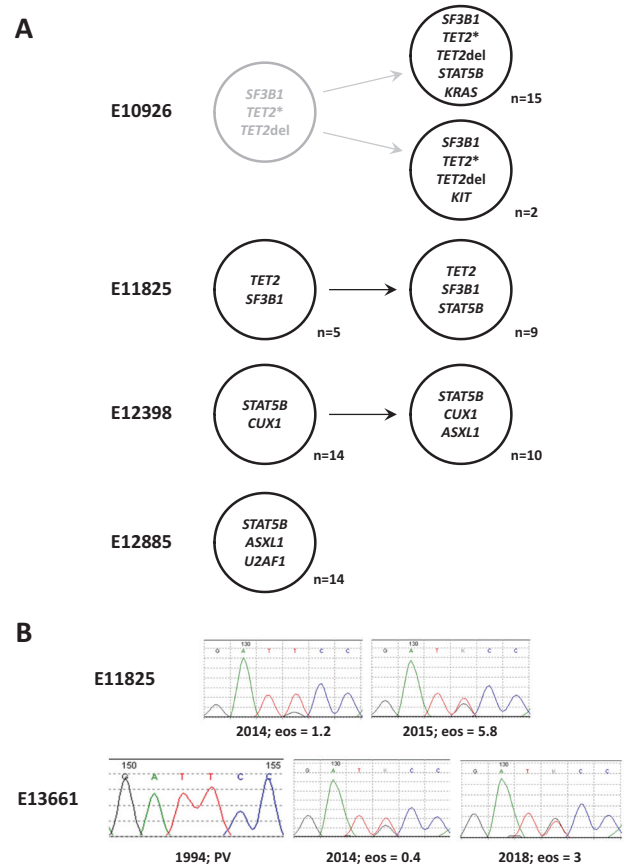 A
E10926
SF3B1
TET2*
TET2del
SF3B1
TET2*
TET2del
STAT5B
KRAS
n=15
SF3B1
TET2*
TET2del
KIT
n=2
E11825
TET2
SF3B1
n=5
TET2
SF3B1
STAT5B
n=9
E12398
STAT5B
CUX1
n=14
STAT5B
CUX1
ASXL1
n=10
E12885
STAT5B
ASXL1
U2AF1
n=14
B
E11825
130
G A T T C C
2014; eos = 1.2
130
G A T K C C
2015; eos = 5.8
E13661
150 155
G A T T C C
1994; PV
130
G A T K C C
2014; eos = 0.4
130
G A T K C C
2018; eos = 3